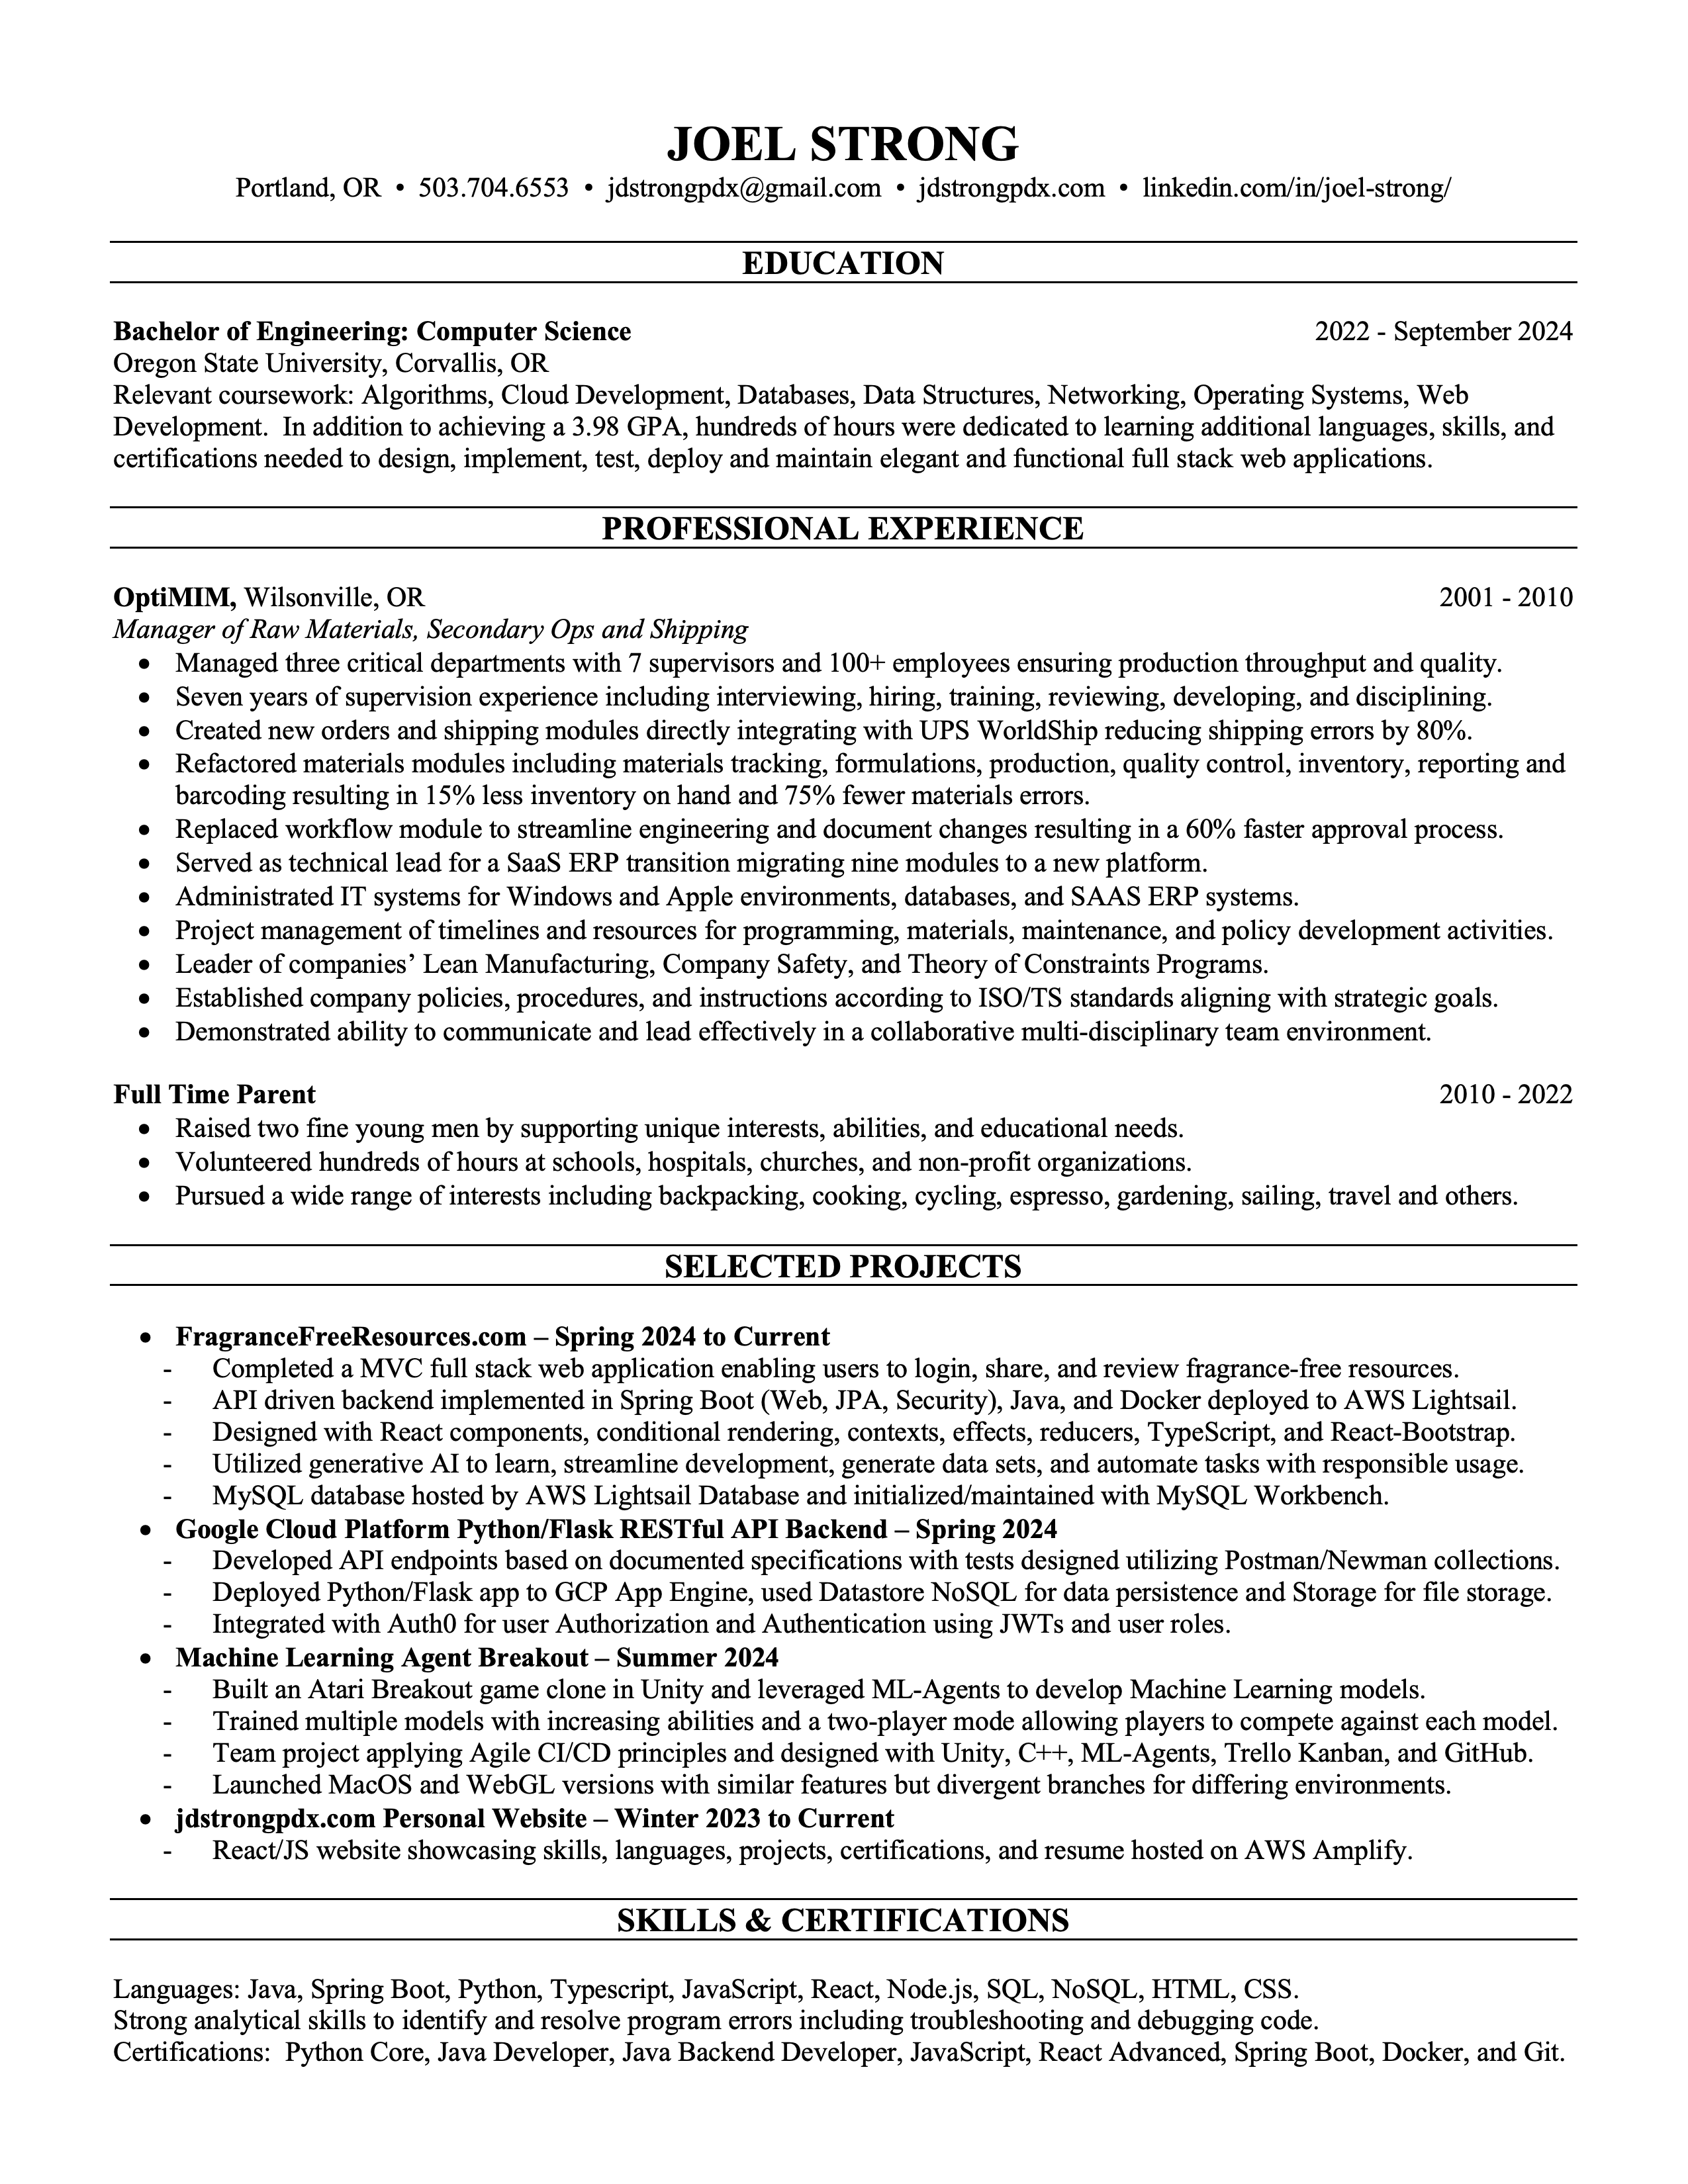 JOEL STRONG
Portland, OR • 503.704.6553 • jdstrongpdx@gmail.com • jdstrongpdx.com • linkedin.com/in/joel-strong/
EDUCATION
Bachelor of Engineering: Computer Science 2022 - September 2024
Oregon State University, Corvallis, OR
Relevant coursework: Algorithms, Cloud Development, Databases, Data Structures, Networking, Operating Systems, Web
Development.  In addition to achieving a 3.98 GPA, hundreds of hours were dedicated to learning additional languages, skills, and
certifications needed to design, implement, test, deploy and maintain elegant and functional full stack web applications.
PROFESSIONAL EXPERIENCE
OptiMIM, Wilsonville, OR 2001 - 2010
Manager of Raw Materials, Secondary Ops and Shipping
• Managed three critical departments with 7 supervisors and 100+ employees ensuring production throughput and quality.
• Seven years of supervision experience including interviewing, hiring, training, reviewing, developing, and disciplining.
• Created new orders and shipping modules directly integrating with UPS WorldShip reducing shipping errors by 80%.
• Refactored materials modules including materials tracking, formulations, production, quality control, inventory, reporting and
barcoding resulting in 15% less inventory on hand and 75% fewer materials errors.
• Replaced workflow module to streamline engineering and document changes resulting in a 60% faster approval process.
• Served as technical lead for a SaaS ERP transition migrating nine modules to a new platform.
• Administrated IT systems for Windows and Apple environments, databases, and SAAS ERP systems.
• Project management of timelines and resources for programming, materials, maintenance, and policy development activities.
• Leader of companies’ Lean Manufacturing, Company Safety, and Theory of Constraints Programs.
• Established company policies, procedures, and instructions according to ISO/TS standards aligning with strategic goals.
• Demonstrated ability to communicate and lead effectively in a collaborative multi-disciplinary team environment.
Full Time Parent 2010 - 2022
• Raised two fine young men by supporting unique interests, abilities, and educational needs.
• Volunteered hundreds of hours at schools, hospitals, churches, and non-profit organizations.
• Pursued a wide range of interests including backpacking, cooking, cycling, espresso, gardening, sailing, travel and others.
SELECTED PROJECTS
• FragranceFreeResources.com – Spring 2024 to Current
- Completed a MVC full stack web application enabling users to login, share, and review fragrance-free resources.
- API driven backend implemented in Spring Boot (Web, JPA, Security), Java, and Docker deployed to AWS Lightsail.
- Designed with React components, conditional rendering, contexts, effects, reducers, TypeScript, and React-Bootstrap.
- Utilized generative AI to learn, streamline development, generate data sets, and automate tasks with responsible usage.
- MySQL database hosted by AWS Lightsail Database and initialized/maintained with MySQL Workbench.
• Google Cloud Platform Python/Flask RESTful API Backend – Spring 2024
- Developed API endpoints based on documented specifications with tests designed utilizing Postman/Newman collections.
- Deployed Python/Flask app to GCP App Engine, used Datastore NoSQL for data persistence and Storage for file storage.
- Integrated with Auth0 for user Authorization and Authentication using JWTs and user roles.
• Machine Learning Agent Breakout – Summer 2024
- Built an Atari Breakout game clone in Unity and leveraged ML-Agents to develop Machine Learning models.
- Trained multiple models with increasing abilities and a two-player mode allowing players to compete against each model.
- Team project applying Agile CI/CD principles and designed with Unity, C++, ML-Agents, Trello Kanban, and GitHub.
- Launched MacOS and WebGL versions with similar features but divergent branches for differing environments.
• jdstrongpdx.com Personal Website – Winter 2023 to Current
- React/JS website showcasing skills, languages, projects, certifications, and resume hosted on AWS Amplify.
SKILLS & CERTIFICATIONS
Languages: Java, Spring Boot, Python, Typescript, JavaScript, React, Node.js, SQL, NoSQL, HTML, CSS.
Strong analytical skills to identify and resolve program errors including troubleshooting and debugging code.
Certifications:  Python Core, Java Developer, Java Backend Developer, JavaScript, React Advanced, Spring Boot, Docker, and Git.